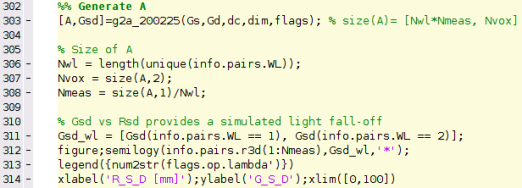 302 %% Generate A
303 - [A,Gsd]=g2a_200225(Gs,Gd,dc,dim,flags); % size(A)= [Nwl*Nmeas, Nvox]
304
305 % Size of A
306 - Nwl = length(unique(info.pairs.WL));
307 - Nvox = size(A,2);
308 - Nmeas = size(A,1)/Nwl;
309
310 % Gsd vs Rsd provides a simulated light fall-off
311 - Gsd_wl = [Gsd(info.pairs.WL == 1), Gsd(info.pairs.WL == 2)];
312 - figure;semilogy(info.pairs.r3d(1:Nmeas),Gsd_wl,'*');
313 - legend({num2str(flags.op.lambda')})
314 - xlabel('R_S_D [mm]');ylabel('G_S_D');xlim([0,100])